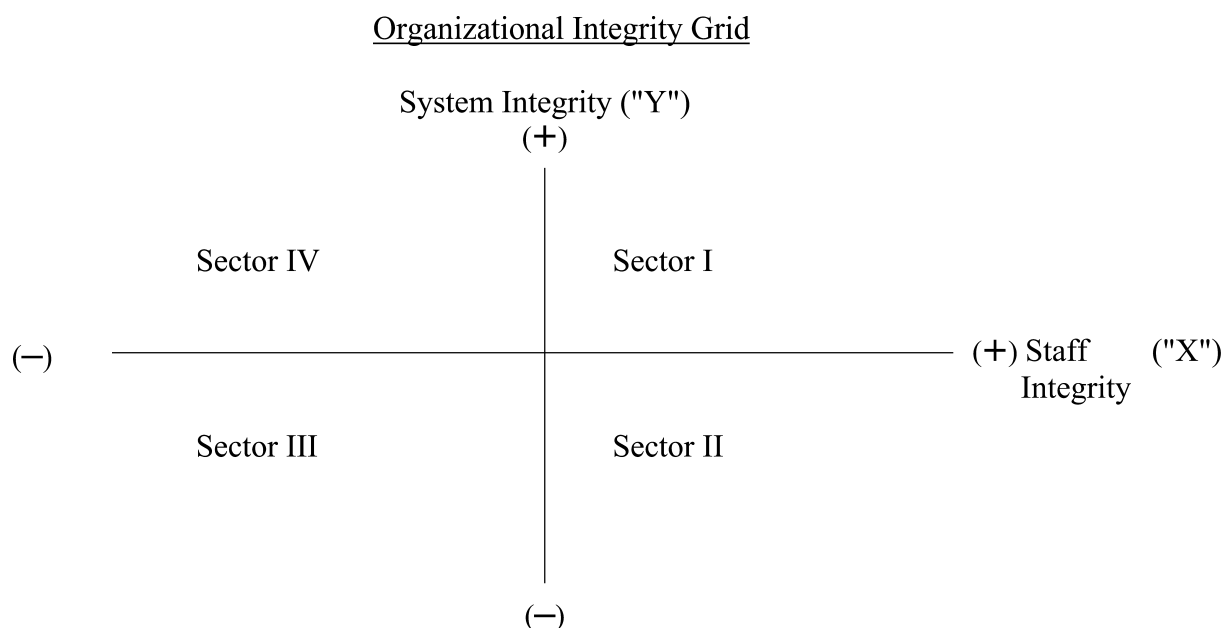 Organizational Integrity Grid
System Integrity ("Y")
(+)
Sector IV Sector I
(−) (+) Staff ("X")
Integrity
Sector III Sector II
(−)